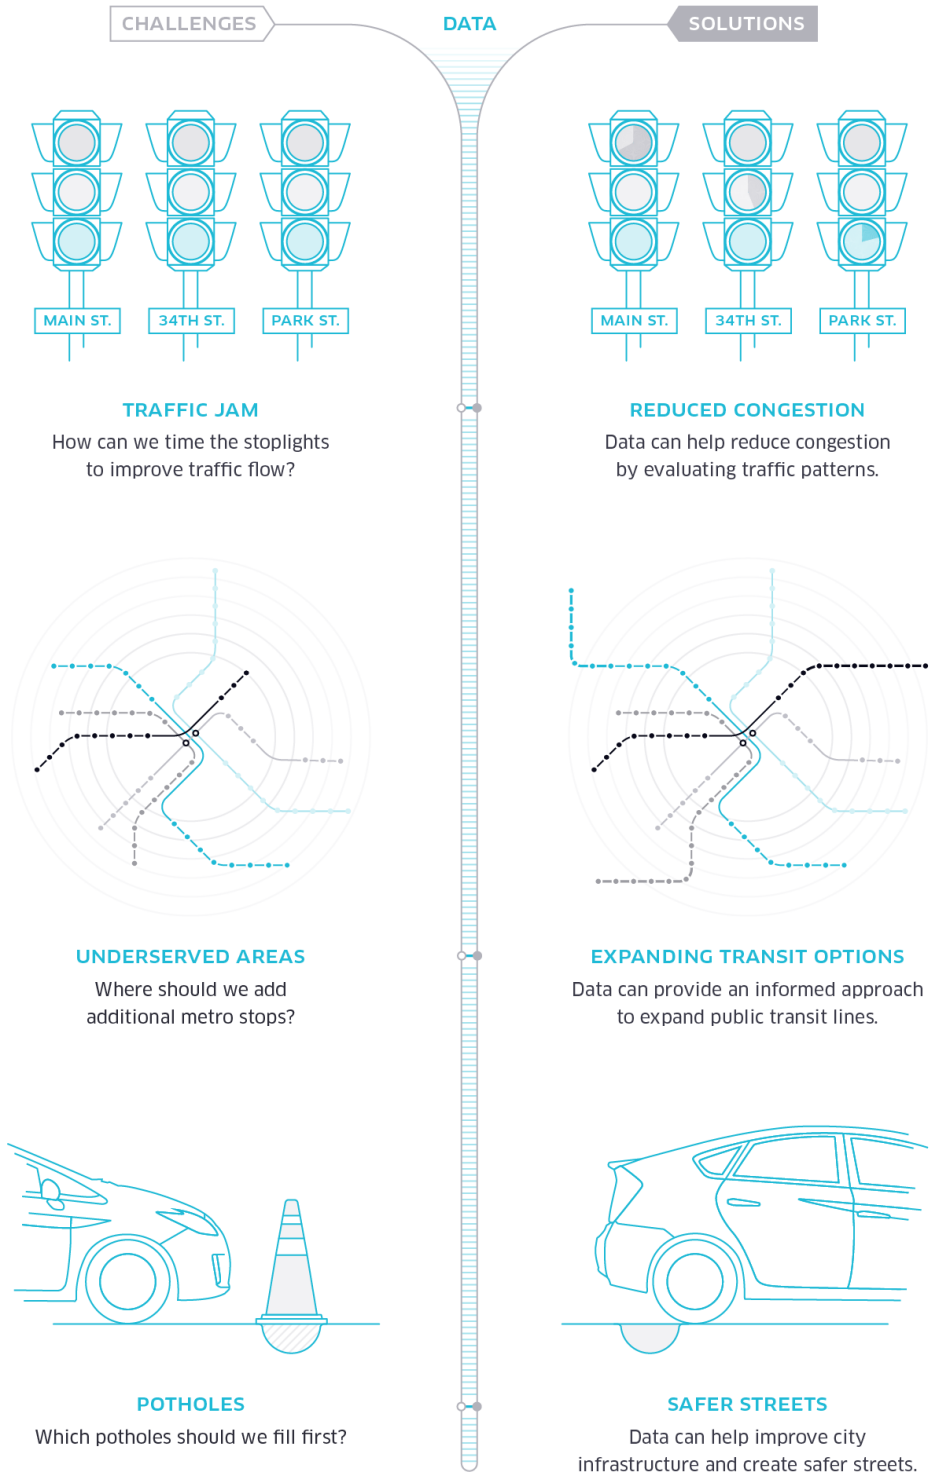 CHALLENGES
DATA
SOLUTIONS
MAIN ST.
34TH ST.
PARK ST.
MAIN ST.
34TH ST.
PARK ST.
TRAFFIC JAM
How can we time the stoplights
to improve traffic flow?
REDUCED CONGESTION
Data can help reduce congestion
by evaluating traffic patterns.
UNDERSERVED AREAS
Where should we add
additional metro stops?
EXPANDING TRANSIT OPTIONS
Data can provide an informed approach
to expand public transit lines.
POTHOLES
Which potholes should we fill first?
SAFER STREETS
Data can help improve city
infrastructure and create safer streets.